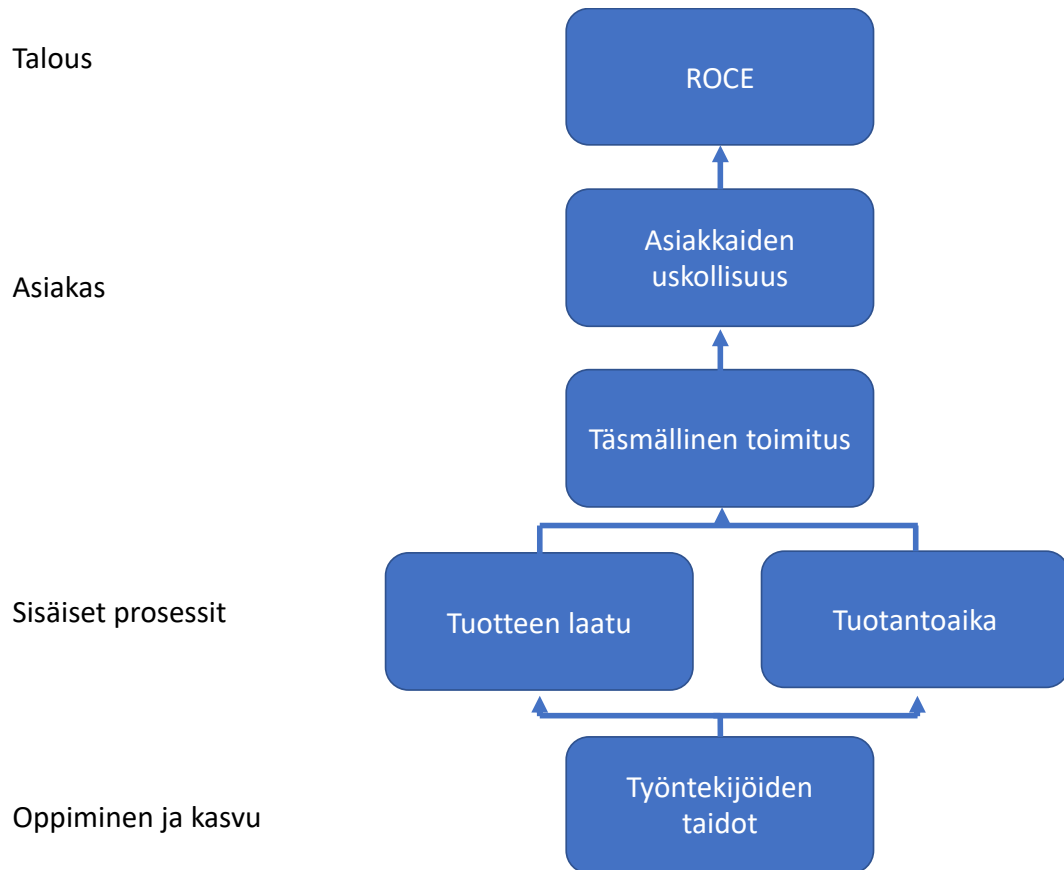 Talous
ROCE
Asiakkaiden
uskollisuus
Asiakas
Täsmällinen toimitus
Sisäiset prosessit
Tuotteen laatu
Tuotantoaika
Työntekijöiden
taidot
Oppiminen ja kasvu